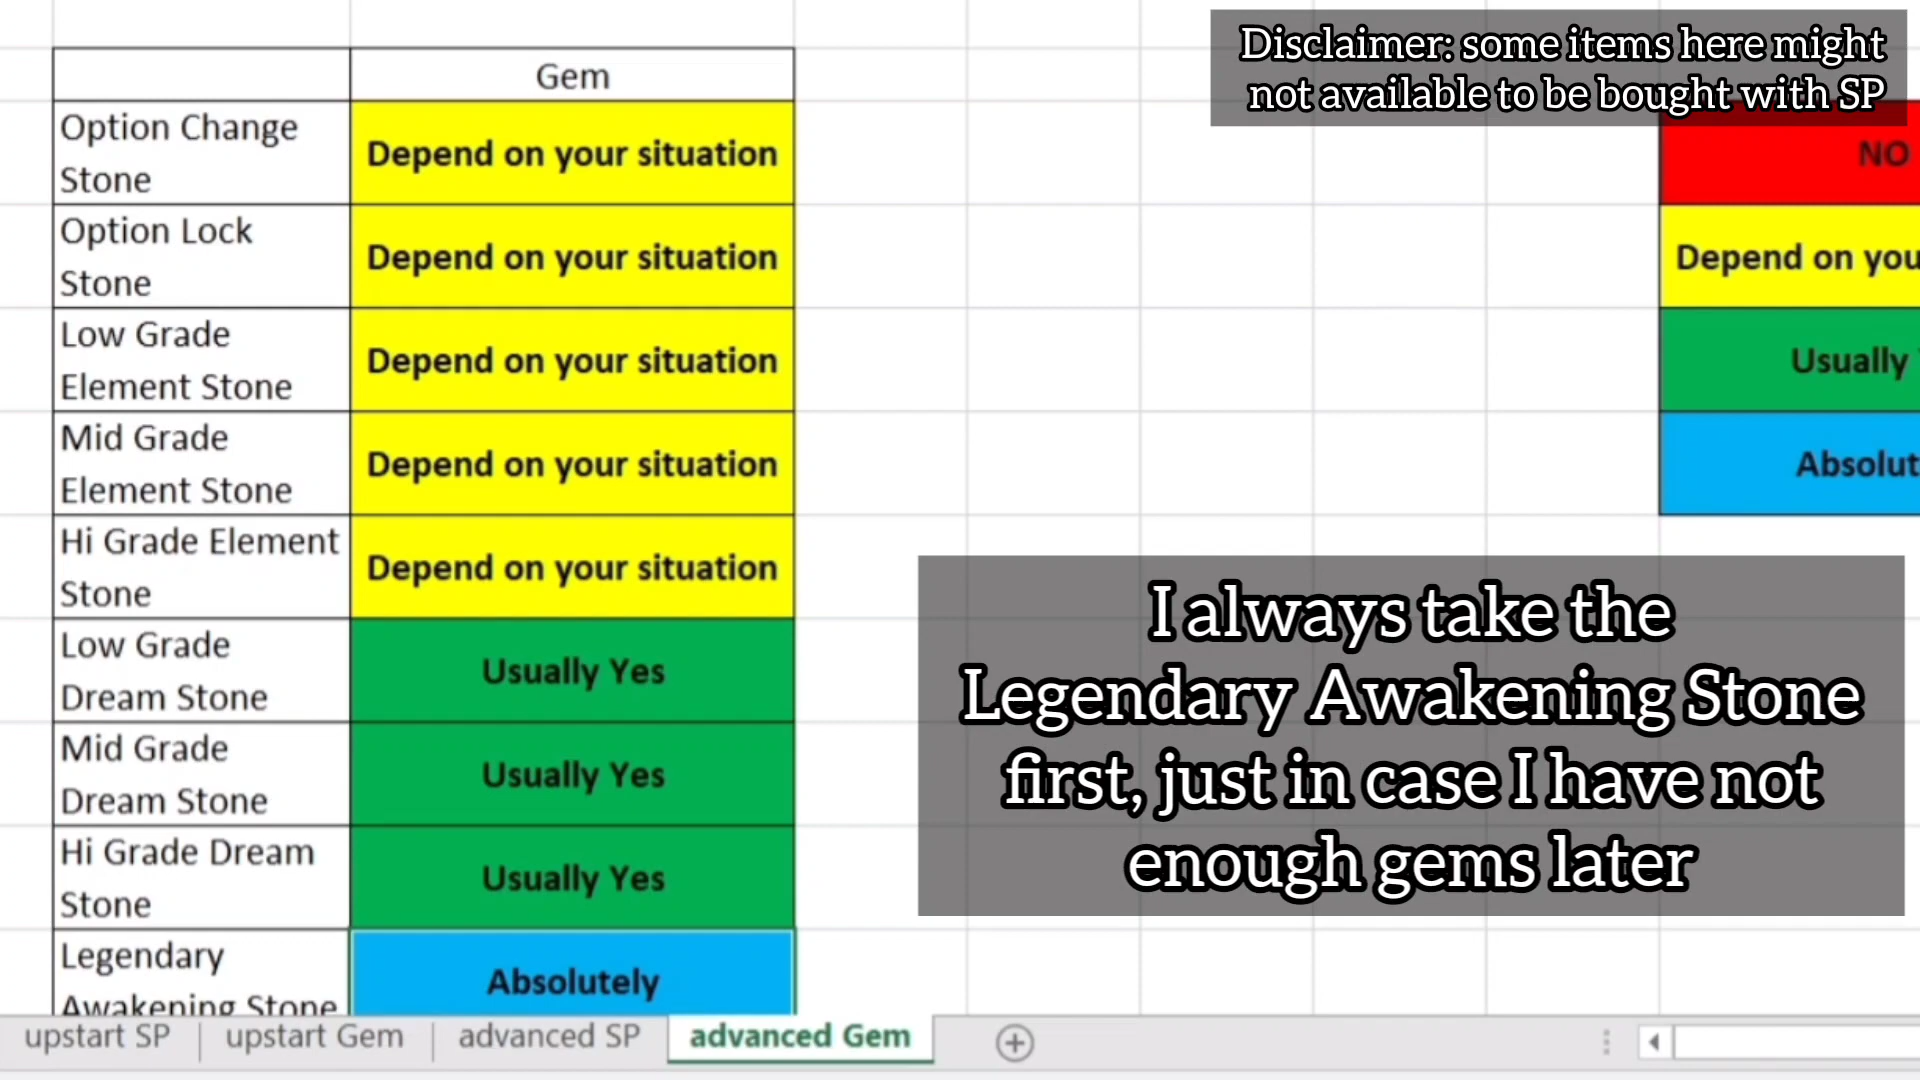 Disclaimer: some items here might
not available to be bought with SP
Gem
Option Change
Stone
Depend on your situation
NO
Option Lock
Stone
Depend on your situation
Depend on you
Low Grade
Element Stone
Depend on your situation
Usually
Mid Grade
Element Stone
Depend on your situation
Absolut
Hi Grade Element
Stone
Depend on your situation
Low Grade
Dream Stone
Usually Yes
Mid Grade
Dream Stone
Usually Yes
Hi Grade Dream
Stone
Usually Yes
Legendary
Awakening Stone
Absolutely
I always take the
Legendary Awakening Stone
first, just in case I have not
enough gems later
upstart SP
upstart Gem
advanced SP
advanced Gem